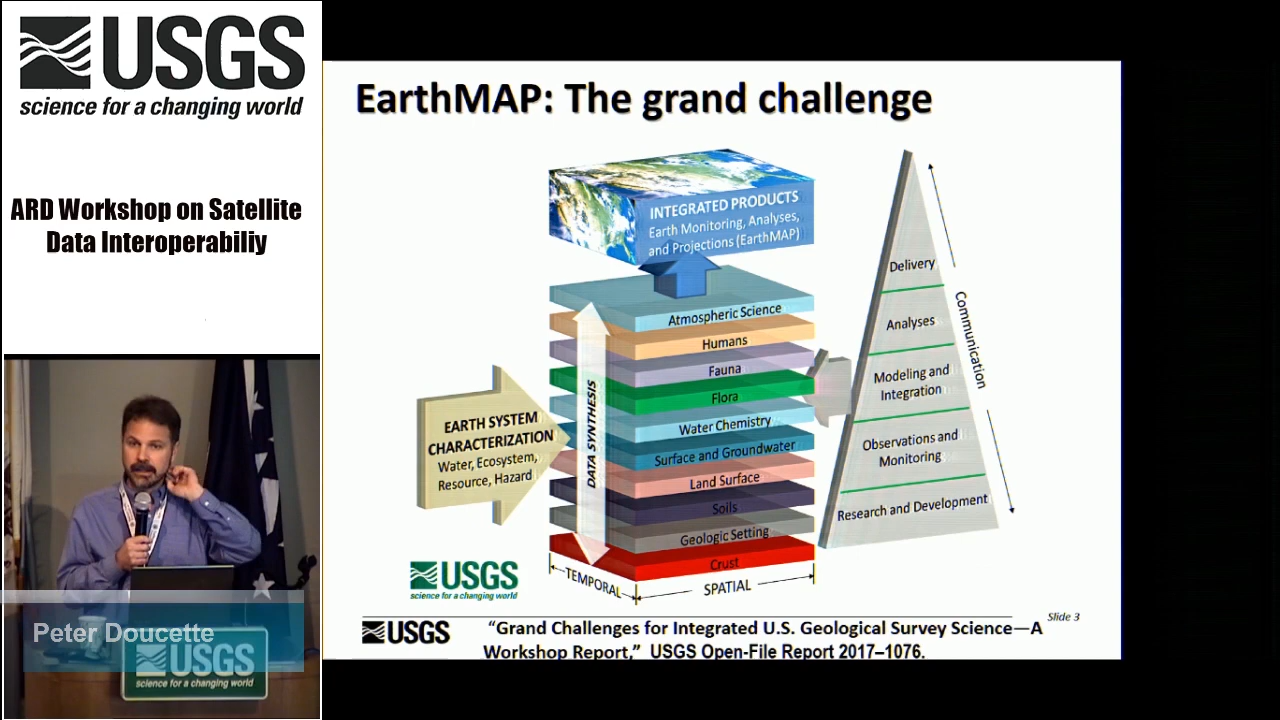 USGS
science for a changing world
ARD Workshop on Satellite
Data Interoperabiliy
Peter Doucette
USGS
science for a changing world
EarthMAP: The grand challenge
INTEGRATED PRODUCTS
Earth Monitoring, Analyses,
and Projections (EarthMAP)
Atmospheric Science
Humans
Fauna
Flora
Water Chemistry
Surface and Groundwater
Land Surface
Soils
Geologic Setting
Crust
DATA SYNTHESIS
EARTH SYSTEM
CHARACTERIZATION
Water, Ecosystem,
Resource, Hazard
TEMPORAL
SPATIAL
Delivery
Analyses
Modeling and
Integration
Observations and
Monitoring
Research and Development
Communication
USGS
science for a changing world
Slide 3
USGS
“Grand Challenges for Integrated U.S. Geological Survey Science—A
Workshop Report,” USGS Open-File Report 2017–1076.